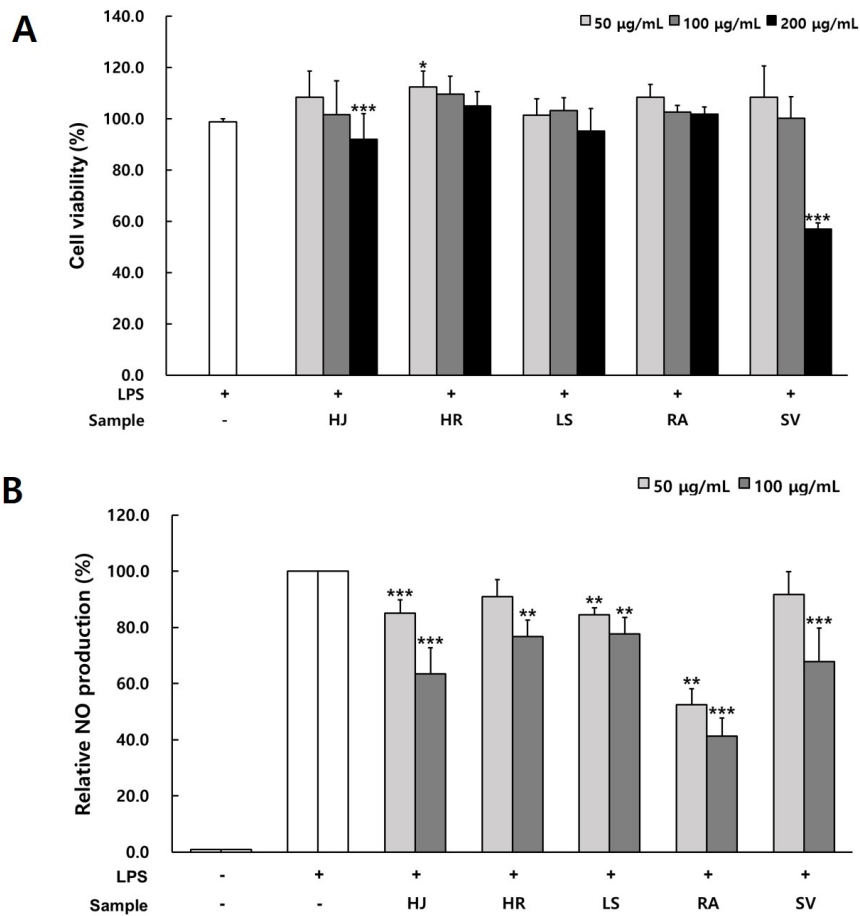 A
50 μg/mL 100 μg/mL 200 μg/mL
Cell viability (%)
140.0
120.0
100.0
80.0
60.0
40.0
20.0
0.0
***
*
***
LPS + + + + + +
Sample - HJ HR LS RA SV
B
50 μg/mL 100 μg/mL
Relative NO production (%)
120.0
100.0
80.0
60.0
40.0
20.0
0.0
***
***
**
**
**
**
***
***
LPS - + + + + + +
Sample - - HJ HR LS RA SV